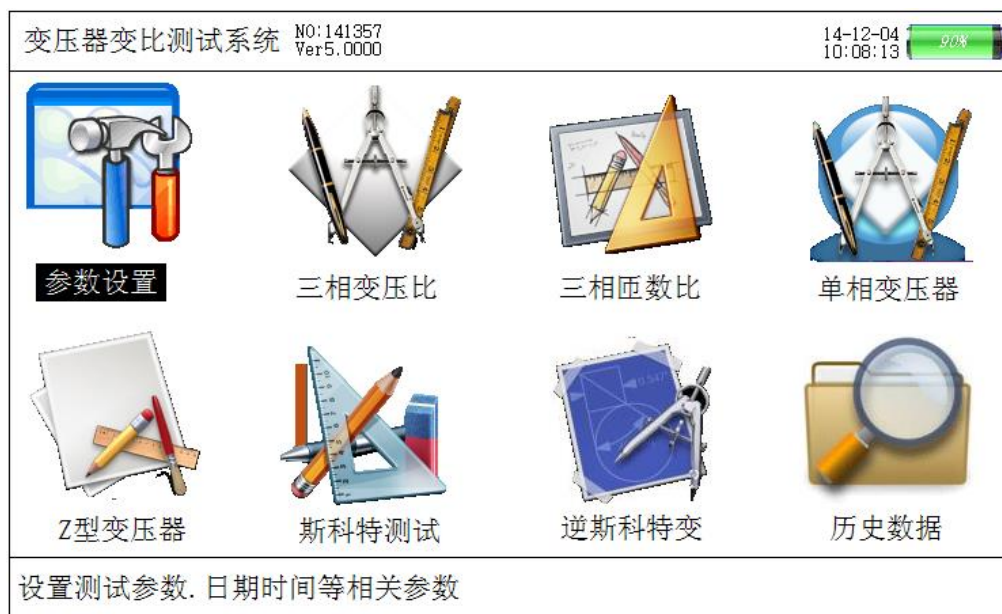 变压器变比测试系统
NO:141357
Ver5.0000
14-12-04
10:08:13
90%
参数设置
三相变压比
三相匝数比
单相变压器
Z型变压器
斯科特测试
逆斯科特变
历史数据
设置测试参数.日期时间等相关参数